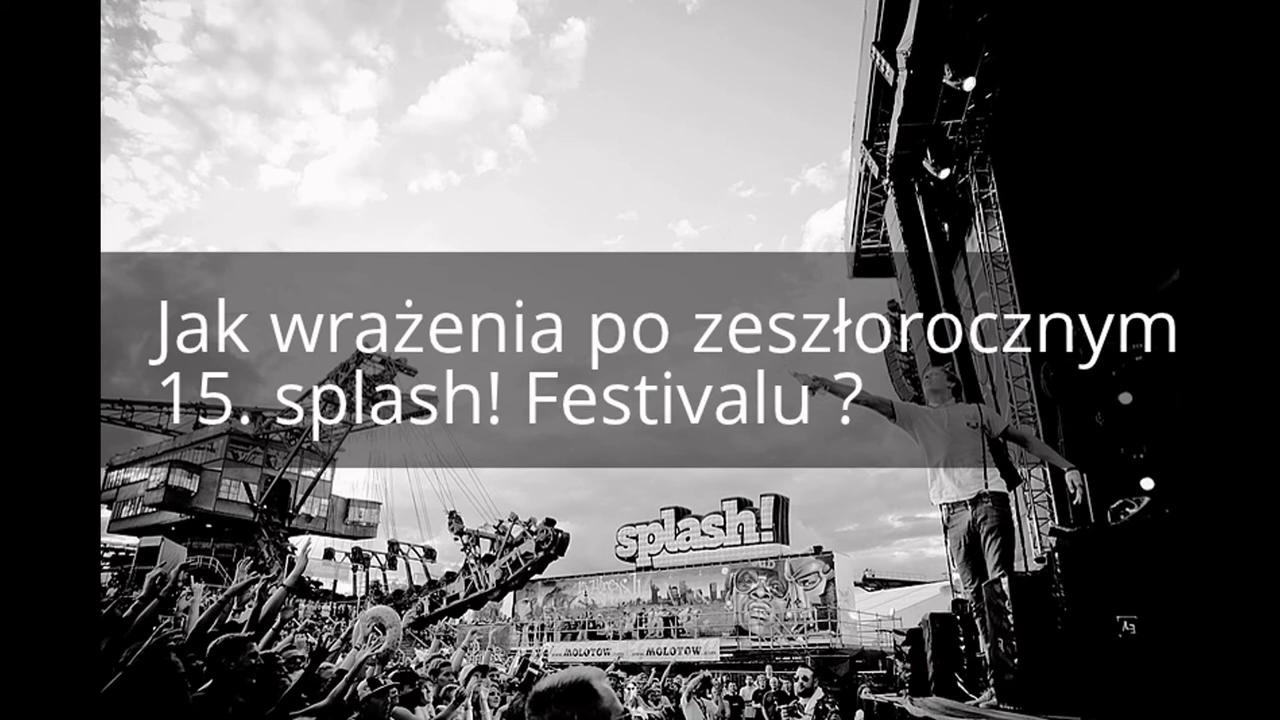 Jak wrażenia po zeszłorocznym
15. splash! Festivalu ?
splash!
MOLOTOW
MOLOTOW